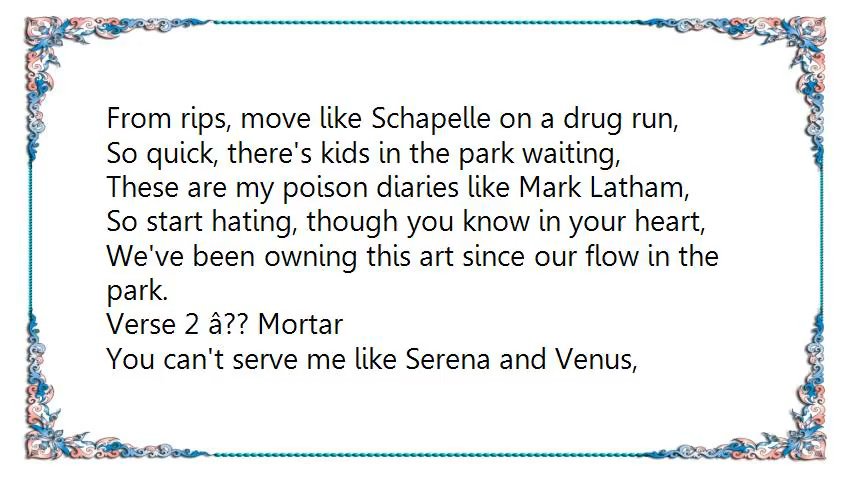 From rips, move like Schapelle on a drug run,
So quick, there's kids in the park waiting,
These are my poison diaries like Mark Latham,
So start hating, though you know in your heart,
We've been owning this art since our flow in the
park.
Verse 2 â?? Mortar
You can't serve me like Serena and Venus,